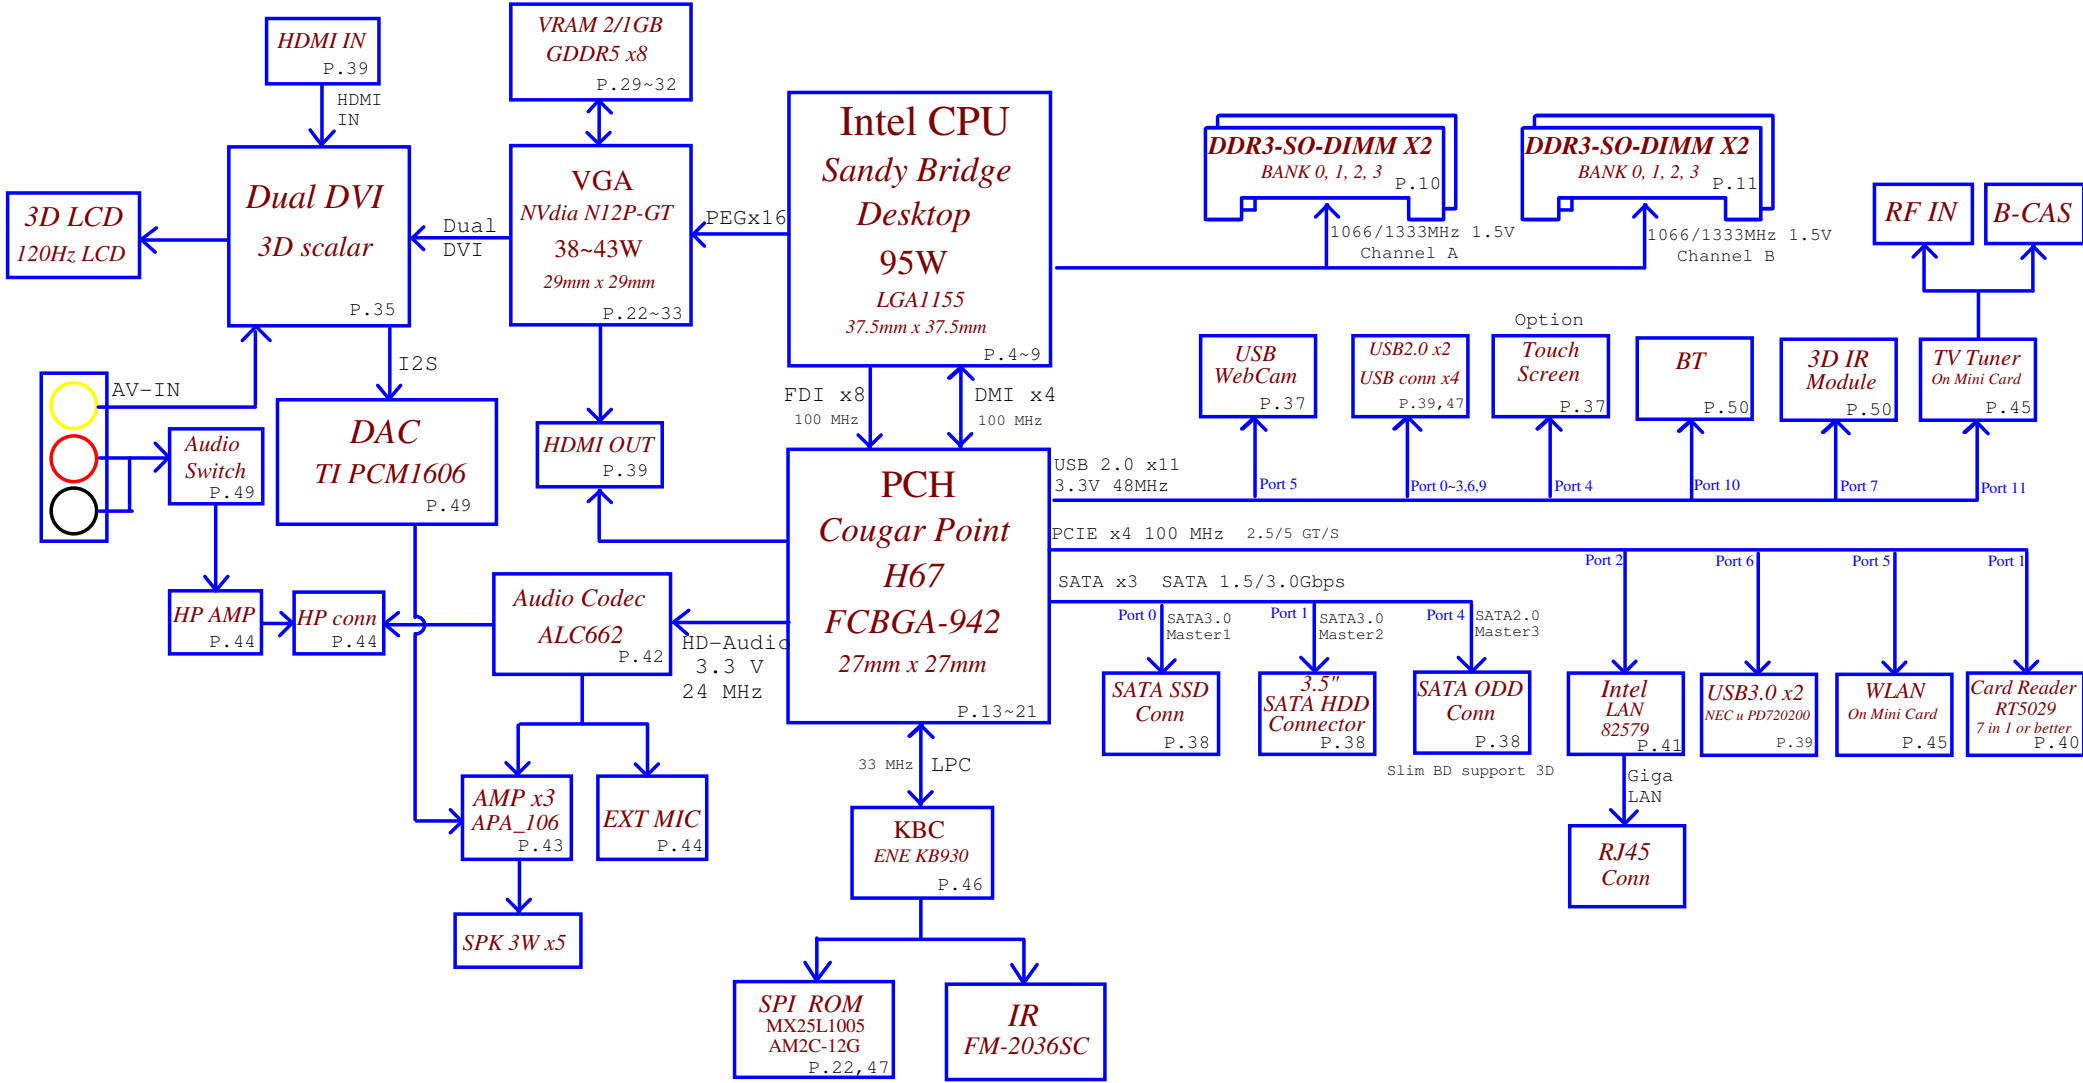 HDMI IN
P.39
HDMI
IN
VRAM 2/1GB
GDDR5 x8
P.29~32
Intel CPU
Sandy Bridge
Desktop
95W
LGA1155
37.5mm x 37.5mm
P.4~9
DDR3-SO-DIMM X2
BANK 0, 1, 2, 3
P.10
1066/1333MHz 1.5V
Channel A
DDR3-SO-DIMM X2
BANK 0, 1, 2, 3
P.11
1066/1333MHz 1.5V
Channel B
RF IN
B-CAS
3D LCD
120Hz LCD
Dual DVI
3D scalar
P.35
Dual
DVI
VGA
NVdia N12P-GT
38~43W
29mm x 29mm
P.22~33
PEGx16
AV-IN
I2S
Audio
Switch
P.49
DAC
TI PCM1606
P.49
HDMI OUT
P.39
FDI x8
100 MHz
DMI x4
100 MHz
USB
WebCam
P.37
USB2.0 x2
USB conn x4
P.39,47
Option
Touch
Screen
P.37
BT
P.50
3D IR
Module
P.50
TV Tuner
On Mini Card
P.45
PCH
Cougar Point
H67
FCBGA-942
27mm x 27mm
P.13~21
USB 2.0 x11
3.3V 48MHz
Port 5
Port 0~3,6,9
Port 4
Port 10
Port 7
Port 11
PCIE x4 100 MHz 2.5/5 GT/S
Port 2
Port 6
Port 5
Port 1
SATA x3 SATA 1.5/3.0Gbps
Port 0
SATA3.0
Master1
Port 1
SATA3.0
Master2
Port 4
SATA2.0
Master3
HP AMP
P.44
HP conn
P.44
Audio Codec
ALC662
P.42
HD-Audio
3.3 V
24 MHz
SATA SSD
Conn
P.38
3.5"
SATA HDD
Connector
P.38
SATA ODD
Conn
P.38
Slim BD support 3D
Intel
LAN
82579
P.41
USB3.0 x2
NEC u PD720200
P.39
WLAN
On Mini Card
P.45
Card Reader
RT5029
7 in 1 or better
P.40
Giga
LAN
RJ45
Conn
33 MHz
LPC
AMP x3
APA_106
P.43
EXT MIC
P.44
KBC
ENE KB930
P.46
SPK 3W x5
SPI ROM
MX25L1005
AM2C-12G
P.22,47
IR
FM-2036SC